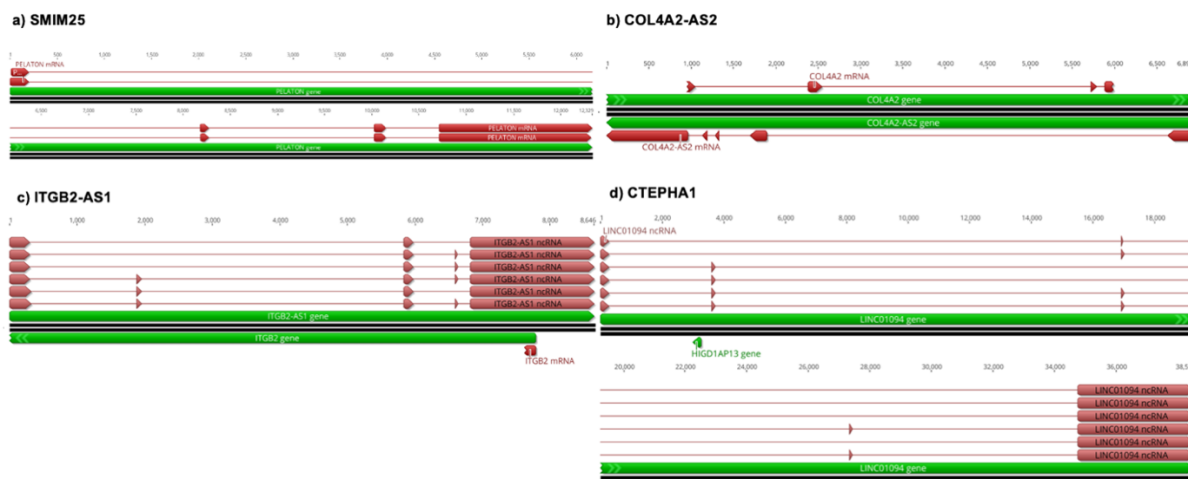 a) SMIM25
1 500 1,000 1,500 2,000 2,500 3,000 3,500 4,000 4,500 5,000 5,500 6,000
PELATON mRNA
P...
PELATON gene
6,500 7,000 7,500 8,000 8,500 9,000 9,500 10,000 10,500 11,000 11,500 12,000 12,325
PELATON mRNA
PELATON mRNA
PELATON gene
b) COL4A2-AS2
1 500 1,000 1,500 2,000 2,500 3,000 3,500 4,000 4,500 5,000 5,500 6,000 6,500
COL4A2 mRNA
COL4A2 gene
COL4A2-AS2 gene
COL4A2-AS2 mRNA
c) ITGB2-AS1
1 1,000 2,000 3,000 4,000 5,000 6,000 7,000 8,000 8,646
ITGB2-AS1 ncRNA
ITGB2-AS1 ncRNA
ITGB2-AS1 ncRNA
ITGB2-AS1 ncRNA
ITGB2-AS1 ncRNA
ITGB2-AS1 ncRNA
ITGB2-AS1 gene
ITGB2 gene
ITGB2 mRNA
d) CTEPHA1
1 2,000 4,000 6,000 8,000 10,000 12,000 14,000 16,000 18,000
LINC01094 ncRNA
LINC01094 gene
HIGD1AP13 gene
20,000 22,000 24,000 26,000 28,000 30,000 32,000 34,000 36,000
LINC01094 ncRNA
LINC01094 ncRNA
LINC01094 ncRNA
LINC01094 ncRNA
LINC01094 ncRNA
LINC01094 ncRNA
LINC01094 gene